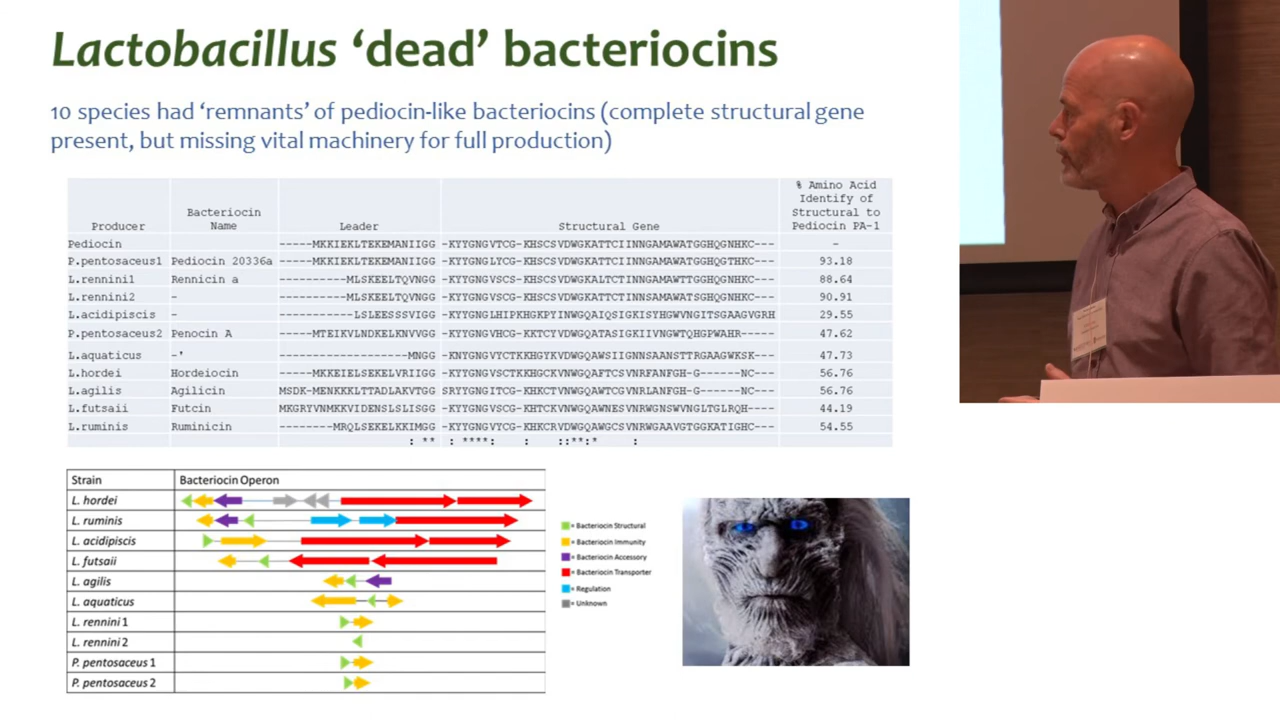 Lactobacillus ‘dead’ bacteriocins
10 species had ‘remnants’ of pediocin-like bacteriocins (complete structural gene
present, but missing vital machinery for full production)
% Amino Acid
Identify of
Structural to
Pediocin PA-1
Producer Bacteriocin Name Leader Structural Gene
Pediocin -----MKKIEKLTEKEMANIIGG -KYYGNGVTCG-KHSCSVDWGKATTCIINNGAMAWATGGHQGNHKC--- -
P.pentosaceus1 Pediocin 20336a -----MKKIEKLTEKEMANIIGG -KYYGNGLYCG-KHSCSVDWGKATTCIINNGAMAWATGGHQGTHKC--- 93.18
L.rennini1 Rennicin a ----------MLSKEELTQVNGG -KYYGNGVSCS-KHSCSVDWGKALTCTINNGAMAWTTGGHQGNHKC--- 88.64
L.rennini2 - ----------MLSKEELTQVNGG -KYYGNGVSCG-KHSCSVDWGKATTCIINNSAMAWATSGHQGNHKC--- 90.91
L.acidipiscis - -----------LSLEESSSVIGG -KYYGNGLHIPKHGKPYINWGQAIQSIGKISYHGWVNGITSGAAGVGRH 29.55
P.pentosaceus2 Penocin A -----MTEIKVLNDKELKNVVGG -KYYGNGVHCG-KKTCYVDWGQATASIGKIIVNGWTQHGPWAHR----- 47.62
L.aquaticus -' -------------------MNGG -KNYGNGVYCTKKHGYKVDWGQAWSIIGNNSAANSTTRGAAGWKSK--- 47.73
L.hordei Hordeiocin -----MKKEIELSEKELVRIIGG -KYYGNGVSCTKKHGCKVNWGQAFTCSVNRFANFGH-G------NC--- 56.76
L.agilis Agilicin MSDK-MENKKKLTTADLAKVTGG SRYYGNGITCG-KHKCTVNWGQAWTCGVNRLANFGH-G------NC--- 56.76
L.futsaii Futcin MKGRYVNMKKVIDENSLSLISGG -KYYGNGVSCG-KHTCKVNWGQAWNESVNRWGNSWVNGLTGLRQH---- 44.19
L.ruminis Ruminicin --------MRQLSEKELKKIMGG -KYYGNGVSCG-KHKCRVDWGQAWGCSVNRWGAAVGTGGKATIGHC--- 54.55
: ** : ****: : ::**:* :
Strain Bacteriocin Operon
L. hordei
L. ruminis
L. acidipiscis
L. futsaii
L. agilis
L. aquaticus
L. rennini 1
L. rennini 2
P. pentosaceus 1
P. pentosaceus 2
= Bacteriocin Structural
= Bacteriocin Immunity
= Bacteriocin Accessory
= Bacteriocin Transporter
= Regulation
= Unknown